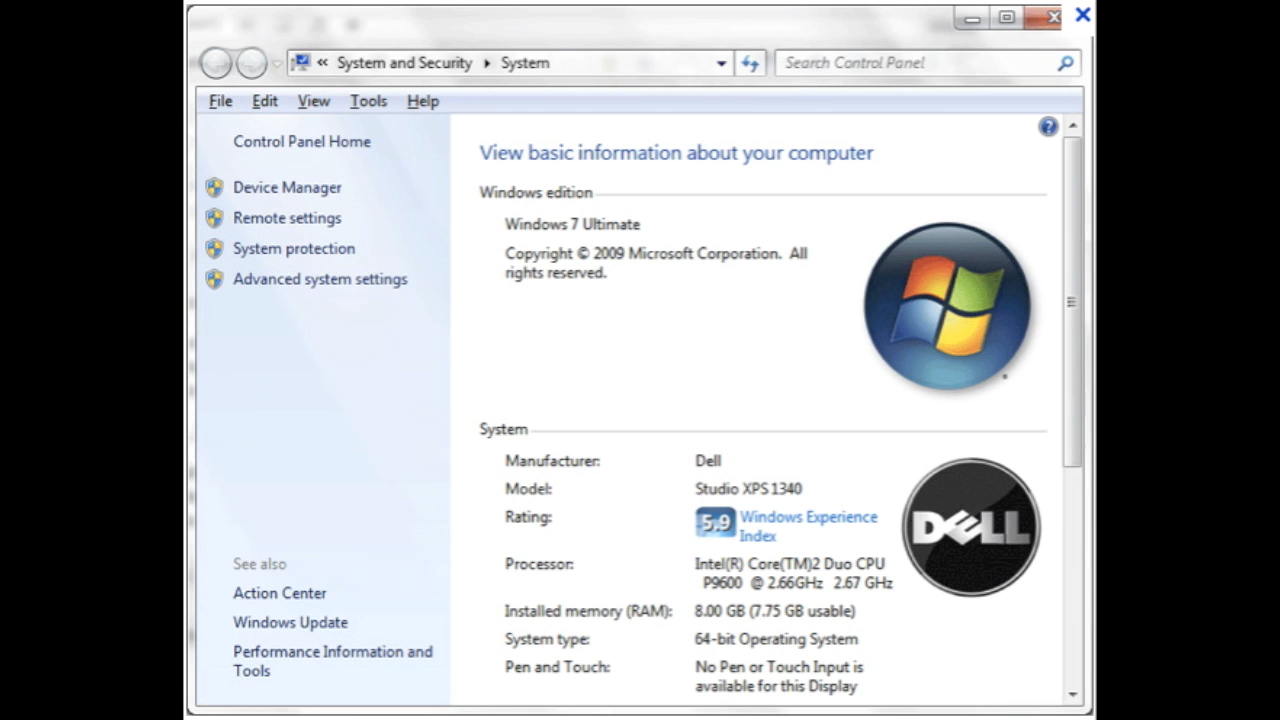 « System and Security ▸ System
Search Control Panel
File Edit View Tools Help
Control Panel Home
Device Manager
Remote settings
System protection
Advanced system settings
See also
Action Center
Windows Update
Performance Information and
Tools
View basic information about your computer
Windows edition
Windows 7 Ultimate
Copyright © 2009 Microsoft Corporation. All
rights reserved.
System
Manufacturer: Dell
Model: Studio XPS 1340
Rating: 5.9 Windows Experience
Index
Processor: Intel(R) Core(TM)2 Duo CPU
P9600 @ 2.66GHz 2.67 GHz
Installed memory (RAM): 8.00 GB (7.75 GB usable)
System type: 64-bit Operating System
Pen and Touch: No Pen or Touch Input is
available for this Display
DELL